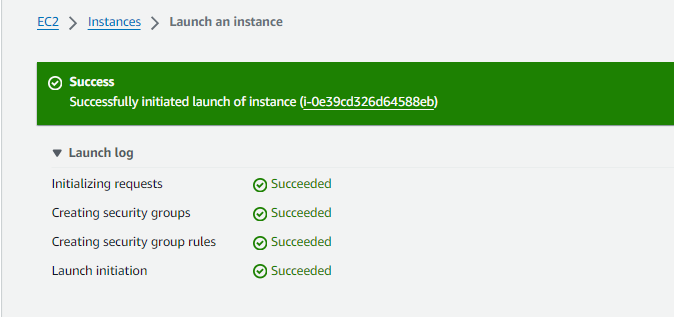 EC2 > Instances > Launch an instance
Success
Successfully initiated launch of instance (i-0e39cd326d64588eb)
Launch log
Initializing requests Succeeded
Creating security groups Succeeded
Creating security group rules Succeeded
Launch initiation Succeeded